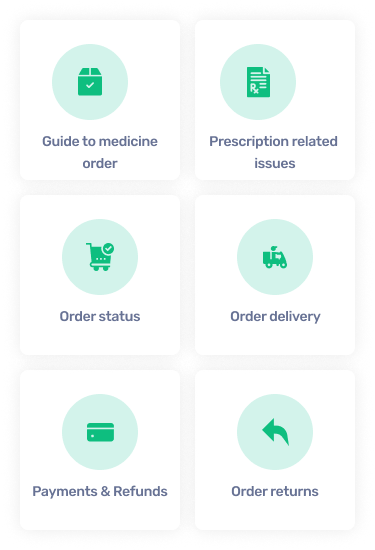 Guide to medicine
order
Prescription related
issues
Order status
Order delivery
Payments & Refunds
Order returns